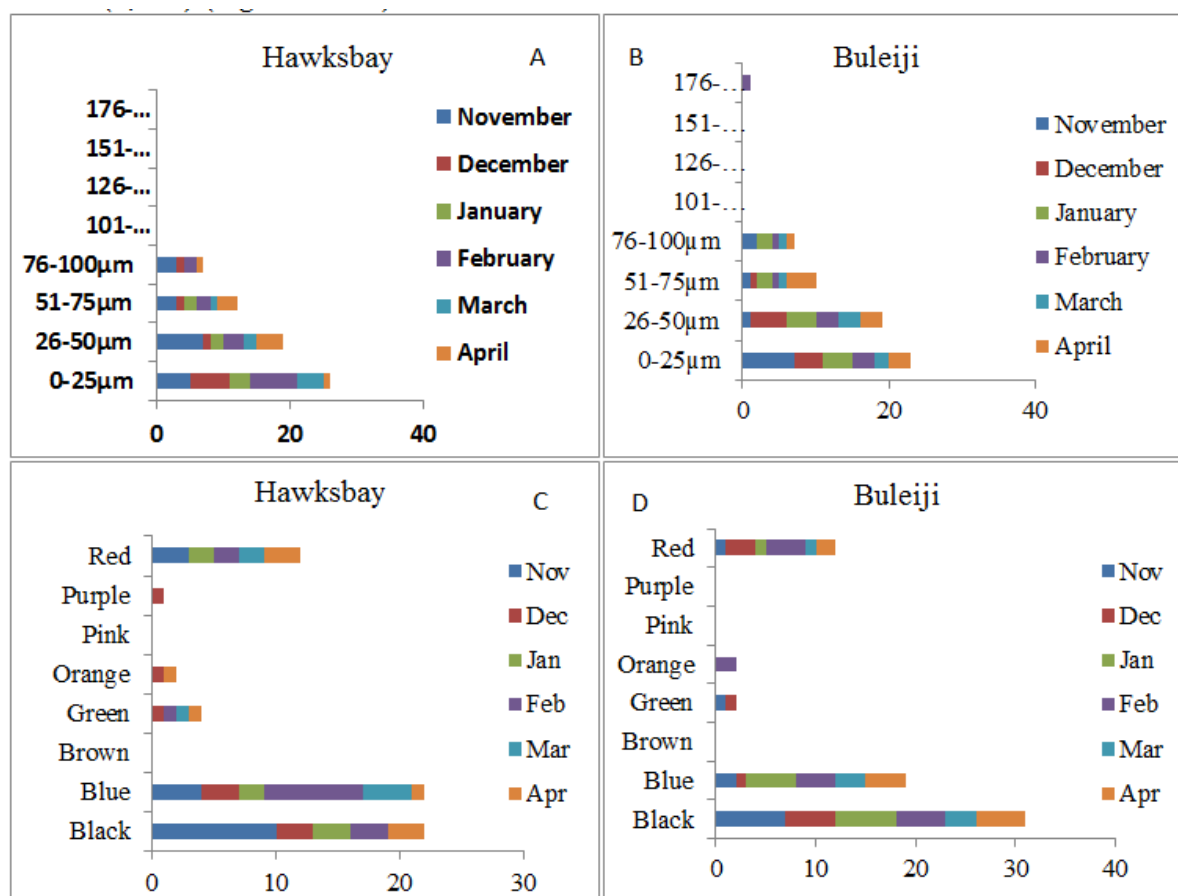 Hawksbay
A
176-...
151-...
126-...
101-...
76-100µm
51-75µm
26-50µm
0-25µm
0
20
40
November
December
January
February
March
April
B
Buleiji
176-...
151-...
126-...
101-...
76-100µm
51-75µm
26-50µm
0-25µm
0
20
40
November
December
January
February
March
April
Hawksbay
C
Red
Purple
Pink
Orange
Green
Brown
Blue
Black
0
10
20
30
Nov
Dec
Jan
Feb
Mar
Apr
D
Buleiji
Red
Purple
Pink
Orange
Green
Brown
Blue
Black
0
10
20
30
40
Nov
Dec
Jan
Feb
Mar
Apr